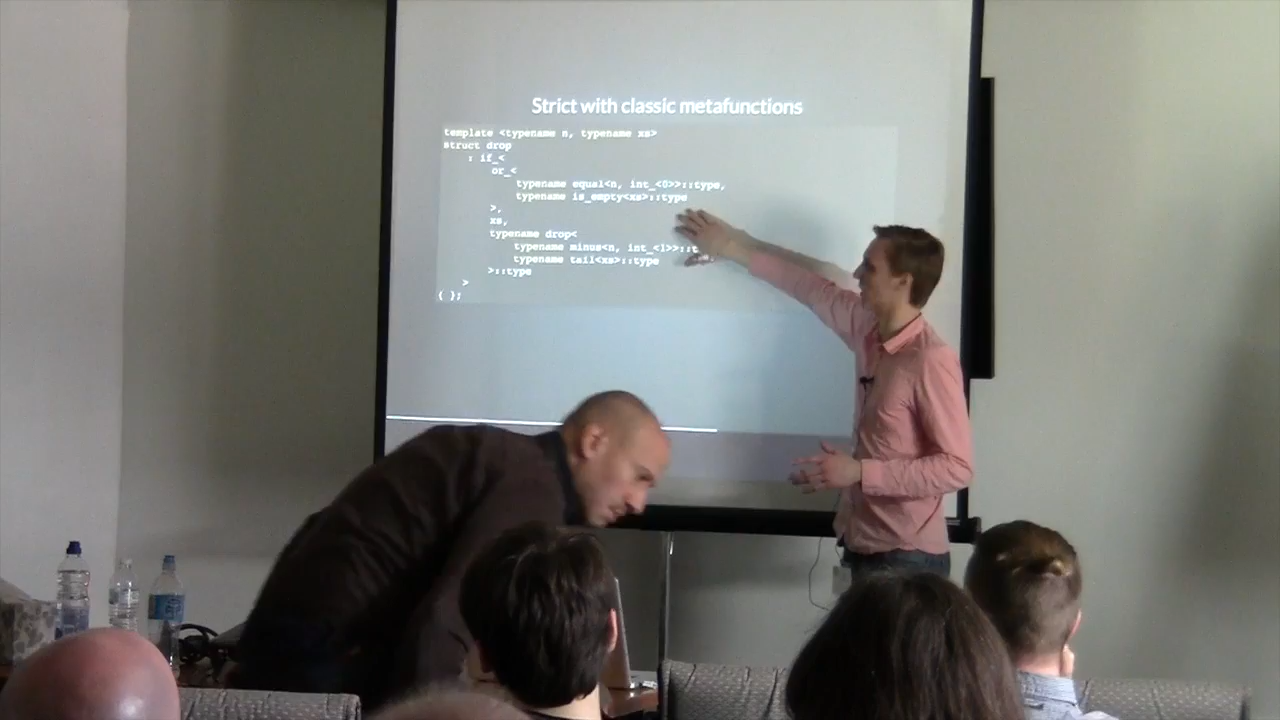 Strict with classic metafunctions
template <typename n, typename xs>
struct drop
: if_<
or_<
typename equal<n, int_<0>>::type,
typename is_empty<xs>::type
>,
xs,
typename drop<
typename minus<n, int_<1>>::t
typename tail<xs>::type
>::type
>
{ };